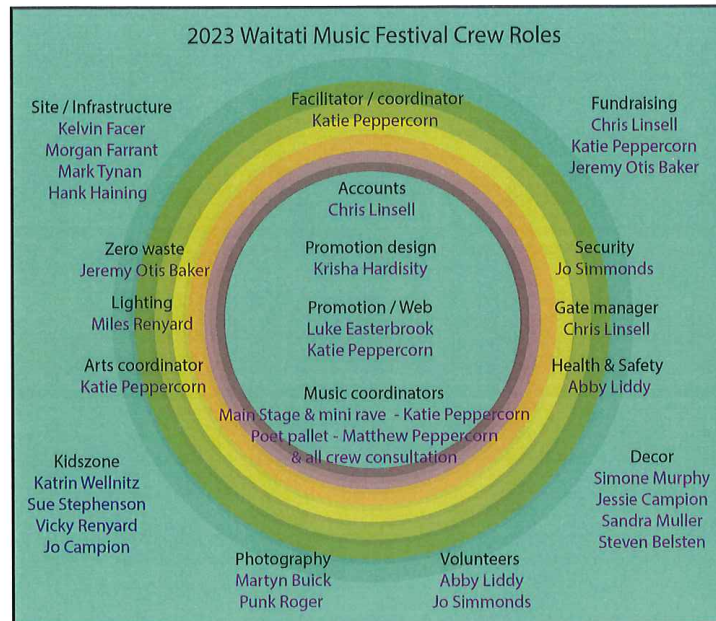 2023 Waitati Music Festival Crew Roles
Site / Infrastructure
Kelvin Facer
Morgan Farrant
Mark Tynan
Hank Haining
Facilitator / coordinator
Katie Peppercorn
Fundraising
Chris Linsell
Katie Peppercorn
Jeremy Otis Baker
Accounts
Chris Linsell
Zero waste
Jeremy Otis Baker
Promotion design
Krisha Hardisity
Security
Jo Simmonds
Lighting
Miles Renyard
Promotion / Web
Luke Easterbrook
Katie Peppercorn
Gate manager
Chris Linsell
Arts coordinator
Katie Peppercorn
Health & Safety
Abby Liddy
Music coordinators
Main Stage & mini rave - Katie Peppercorn
Poet pallet - Matthew Peppercorn
& all crew consultation
Kidszone
Katrin Wellnitz
Sue Stephenson
Vicky Renyard
Jo Campion
Decor
Simone Murphy
Jessie Campion
Sandra Muller
Steven Belsten
Photography
Martyn Buick
Punk Roger
Volunteers
Abby Liddy
Jo Simmonds